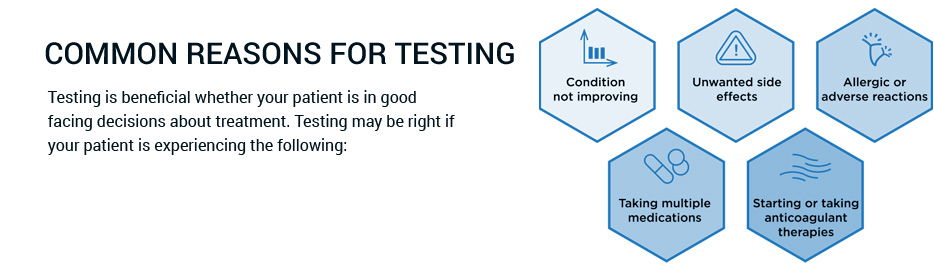 COMMON REASONS FOR TESTING
Testing is beneficial whether your patient is in good
facing decisions about treatment. Testing may be right if
your patient is experiencing the following:
Condition
not improving
Unwanted side
effects
Allergic or
adverse reactions
Taking multiple
medications
Starting or taking
anticoagulant
therapies